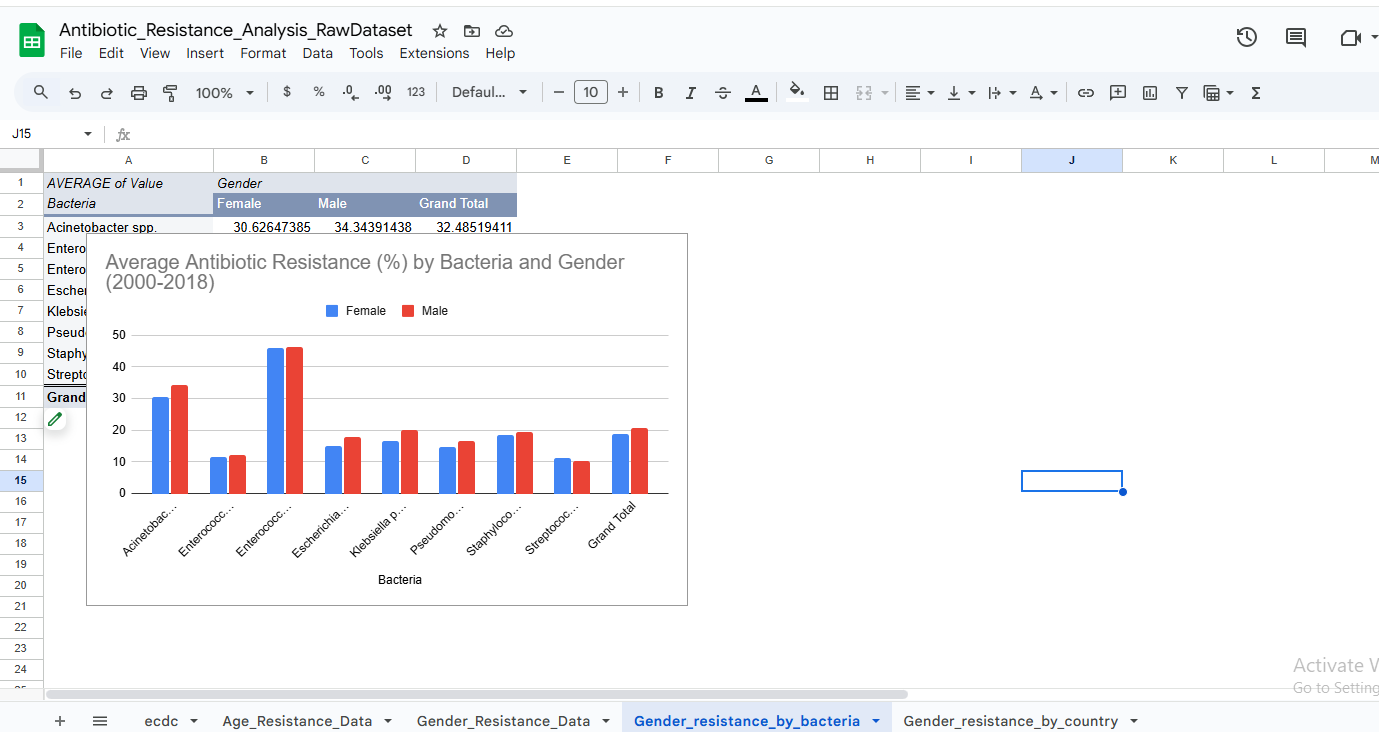 Antibiotic_Resistance_Analysis_RawDataset
File Edit View Insert Format Data Tools Extensions Help
100% $ % .0 .00 123 Defaul... − 10 + B I A
J15 fx
A B C D E F G H I J K L M
1 AVERAGE of Value Gender
2 Bacteria Female Male Grand Total
3 Acinetobacter spp. 30.62647385 34.34391438 32.48519411
4 Entero
5 Entero
6 Escher
7 Klebsie
8 Pseud
9 Staphy
10 Strepto
11 Grand
12
13
14
15
16
17
18
19
20
21
22
23
24
25
Average Antibiotic Resistance (%) by Bacteria and Gender
(2000-2018)
Female Male
50
40
30
20
10
0
Acinetobac... Enterococc... Enterococc... Escherichia... Klebsiella p... Pseudomo... Staphyloco... Streptococ... Grand Total
Bacteria
Activate W
Go to Setting
+ ecdc Age_Resistance_Data Gender_Resistance_Data Gender_resistance_by_bacteria Gender_resistance_by_country